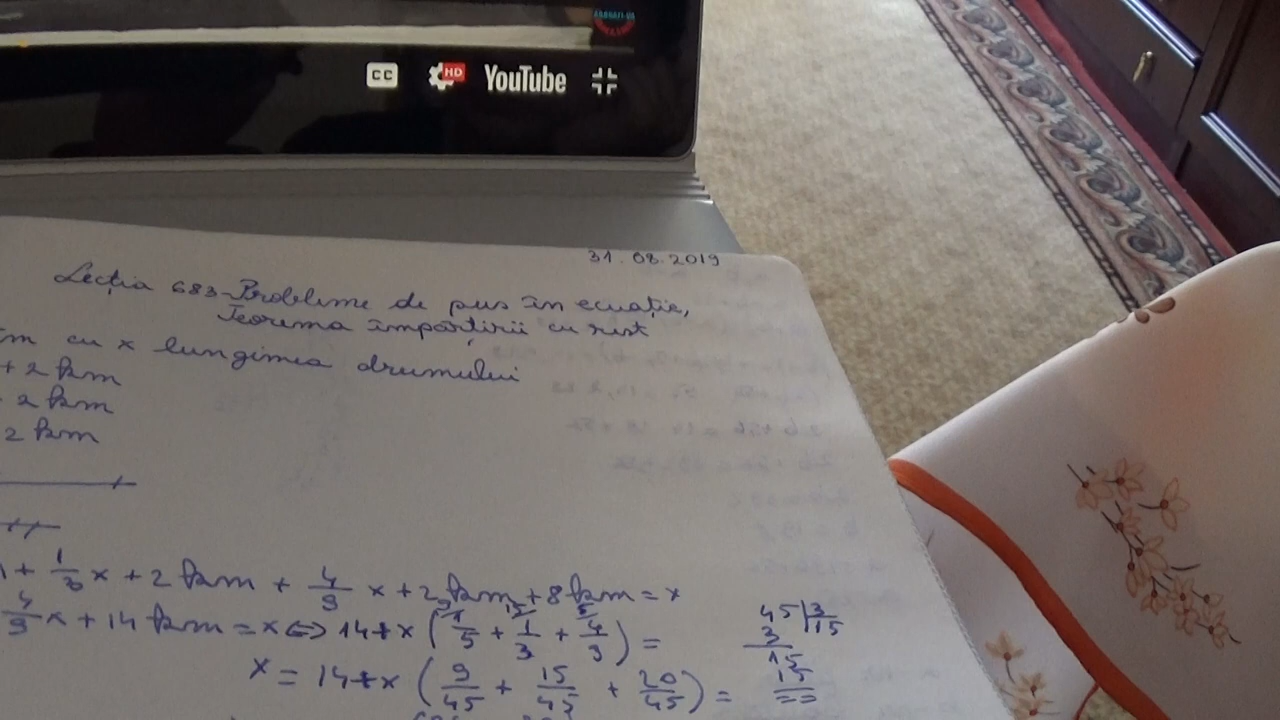 CC HD YouTube
31.08.2019
Lecția 683-Probleme de pus în ecuație,
Teorema împărțirii cu rest
m cu x lungimea drumului
+ 2 km
2 km
2 km
+ 1/3 x + 2 km + 4/9 x + 2 km + 8 km = x
4/9 x + 14 km = x ⇔ 14 + x (1/5 + 1/3 + 4/9) =
x = 14 + x (9/45 + 15/45 + 20/45) =
45 | 3
3 15
15
15
==